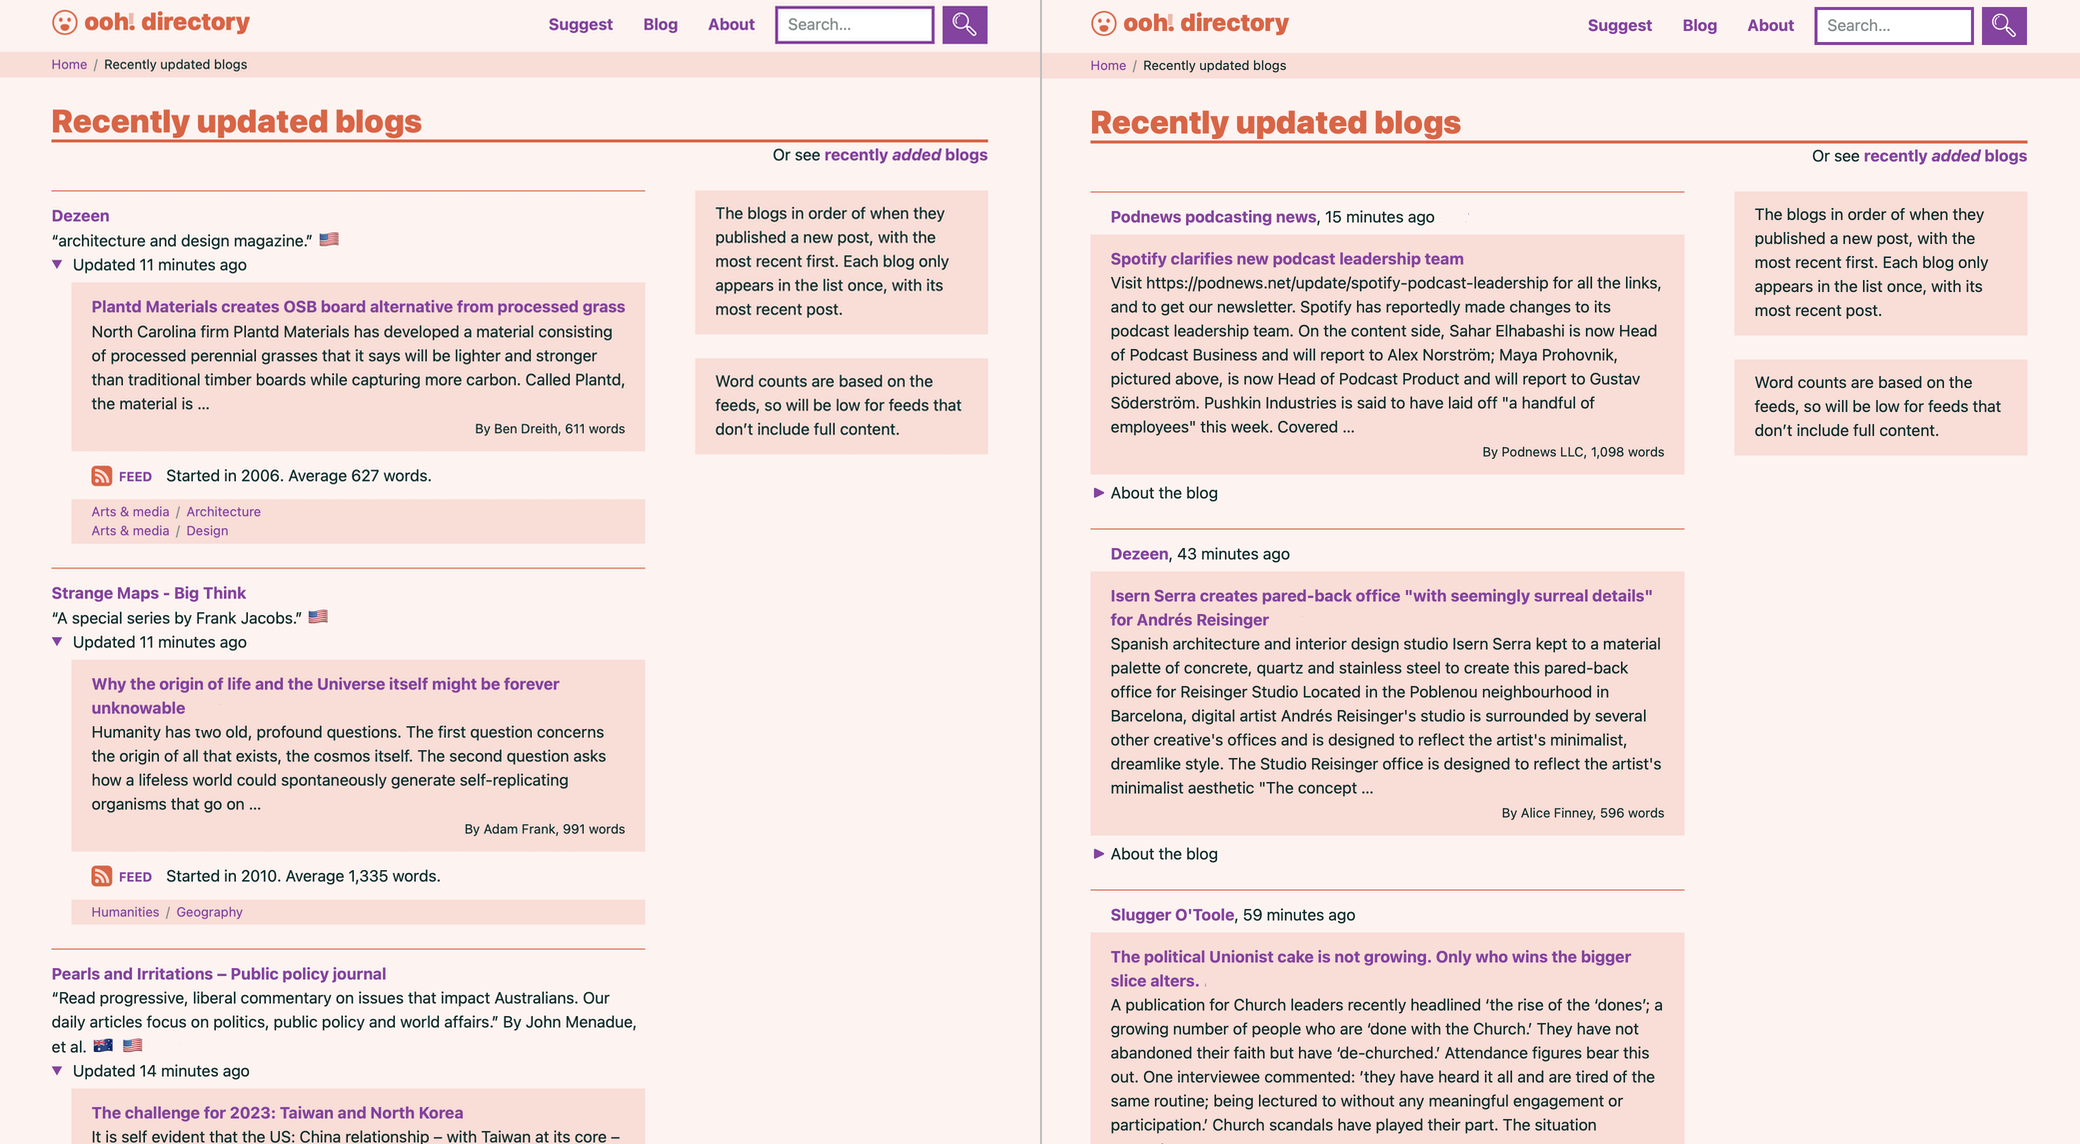 ooh! directory
Suggest Blog About Search...
Home / Recently updated blogs
Recently updated blogs
Or see recently added blogs
Dezeen
“architecture and design magazine.”
Updated 11 minutes ago
Plantd Materials creates OSB board alternative from processed grass
North Carolina firm Plantd Materials has developed a material consisting
of processed perennial grasses that it says will be lighter and stronger
than traditional timber boards while capturing more carbon. Called Plantd,
the material is ...
By Ben Dreith, 611 words
FEED Started in 2006. Average 627 words.
Arts & media / Architecture
Arts & media / Design
Strange Maps - Big Think
“A special series by Frank Jacobs.”
Updated 11 minutes ago
Why the origin of life and the Universe itself might be forever
unknowable
Humanity has two old, profound questions. The first question concerns
the origin of all that exists, the cosmos itself. The second question asks
how a lifeless world could spontaneously generate self-replicating
organisms that go on ...
By Adam Frank, 991 words
FEED Started in 2010. Average 1,335 words.
Humanities / Geography
Pearls and Irritations – Public policy journal
“Read progressive, liberal commentary on issues that impact Australians. Our
daily articles focus on politics, public policy and world affairs.” By John Menadue,
et al.
Updated 14 minutes ago
The challenge for 2023: Taiwan and North Korea
It is self evident that the US: China relationship – with Taiwan at its core –
The blogs in order of when they
published a new post, with the
most recent first. Each blog only
appears in the list once, with its
most recent post.
Word counts are based on the
feeds, so will be low for feeds that
don’t include full content.
ooh! directory
Suggest Blog About Search...
Home / Recently updated blogs
Recently updated blogs
Or see recently added blogs
Podnews podcasting news, 15 minutes ago
Spotify clarifies new podcast leadership team
Visit https://podnews.net/update/spotify-podcast-leadership for all the links,
and to get our newsletter. Spotify has reportedly made changes to its
podcast leadership team. On the content side, Sahar Elhabashi is now Head
of Podcast Business and will report to Alex Norström; Maya Prohovnik,
pictured above, is now Head of Podcast Product and will report to Gustav
Söderström. Pushkin Industries is said to have laid off "a handful of
employees" this week. Covered ...
By Podnews LLC, 1,098 words
About the blog
Dezeen, 43 minutes ago
Isern Serra creates pared-back office "with seemingly surreal details"
for Andrés Reisinger
Spanish architecture and interior design studio Isern Serra kept to a material
palette of concrete, quartz and stainless steel to create this pared-back
office for Reisinger Studio Located in the Poblenou neighbourhood in
Barcelona, digital artist Andrés Reisinger's studio is surrounded by several
other creative's offices and is designed to reflect the artist's minimalist,
dreamlike style. The Studio Reisinger office is designed to reflect the artist's
minimalist aesthetic "The concept ...
By Alice Finney, 596 words
About the blog
Slugger O'Toole, 59 minutes ago
The political Unionist cake is not growing. Only who wins the bigger
slice alters.
A publication for Church leaders recently headlined ‘the rise of the ‘dones’; a
growing number of people who are ‘done with the Church.’ They have not
abandoned their faith but have ‘de-churched.’ Attendance figures bear this
out. One interviewee commented: ’they have heard it all and are tired of the
same routine; being lectured to without any meaningful engagement or
participation.’ Church scandals have played their part. The situation
The blogs in order of when they
published a new post, with the
most recent first. Each blog only
appears in the list once, with its
most recent post.
Word counts are based on the
feeds, so will be low for feeds that
don’t include full content.